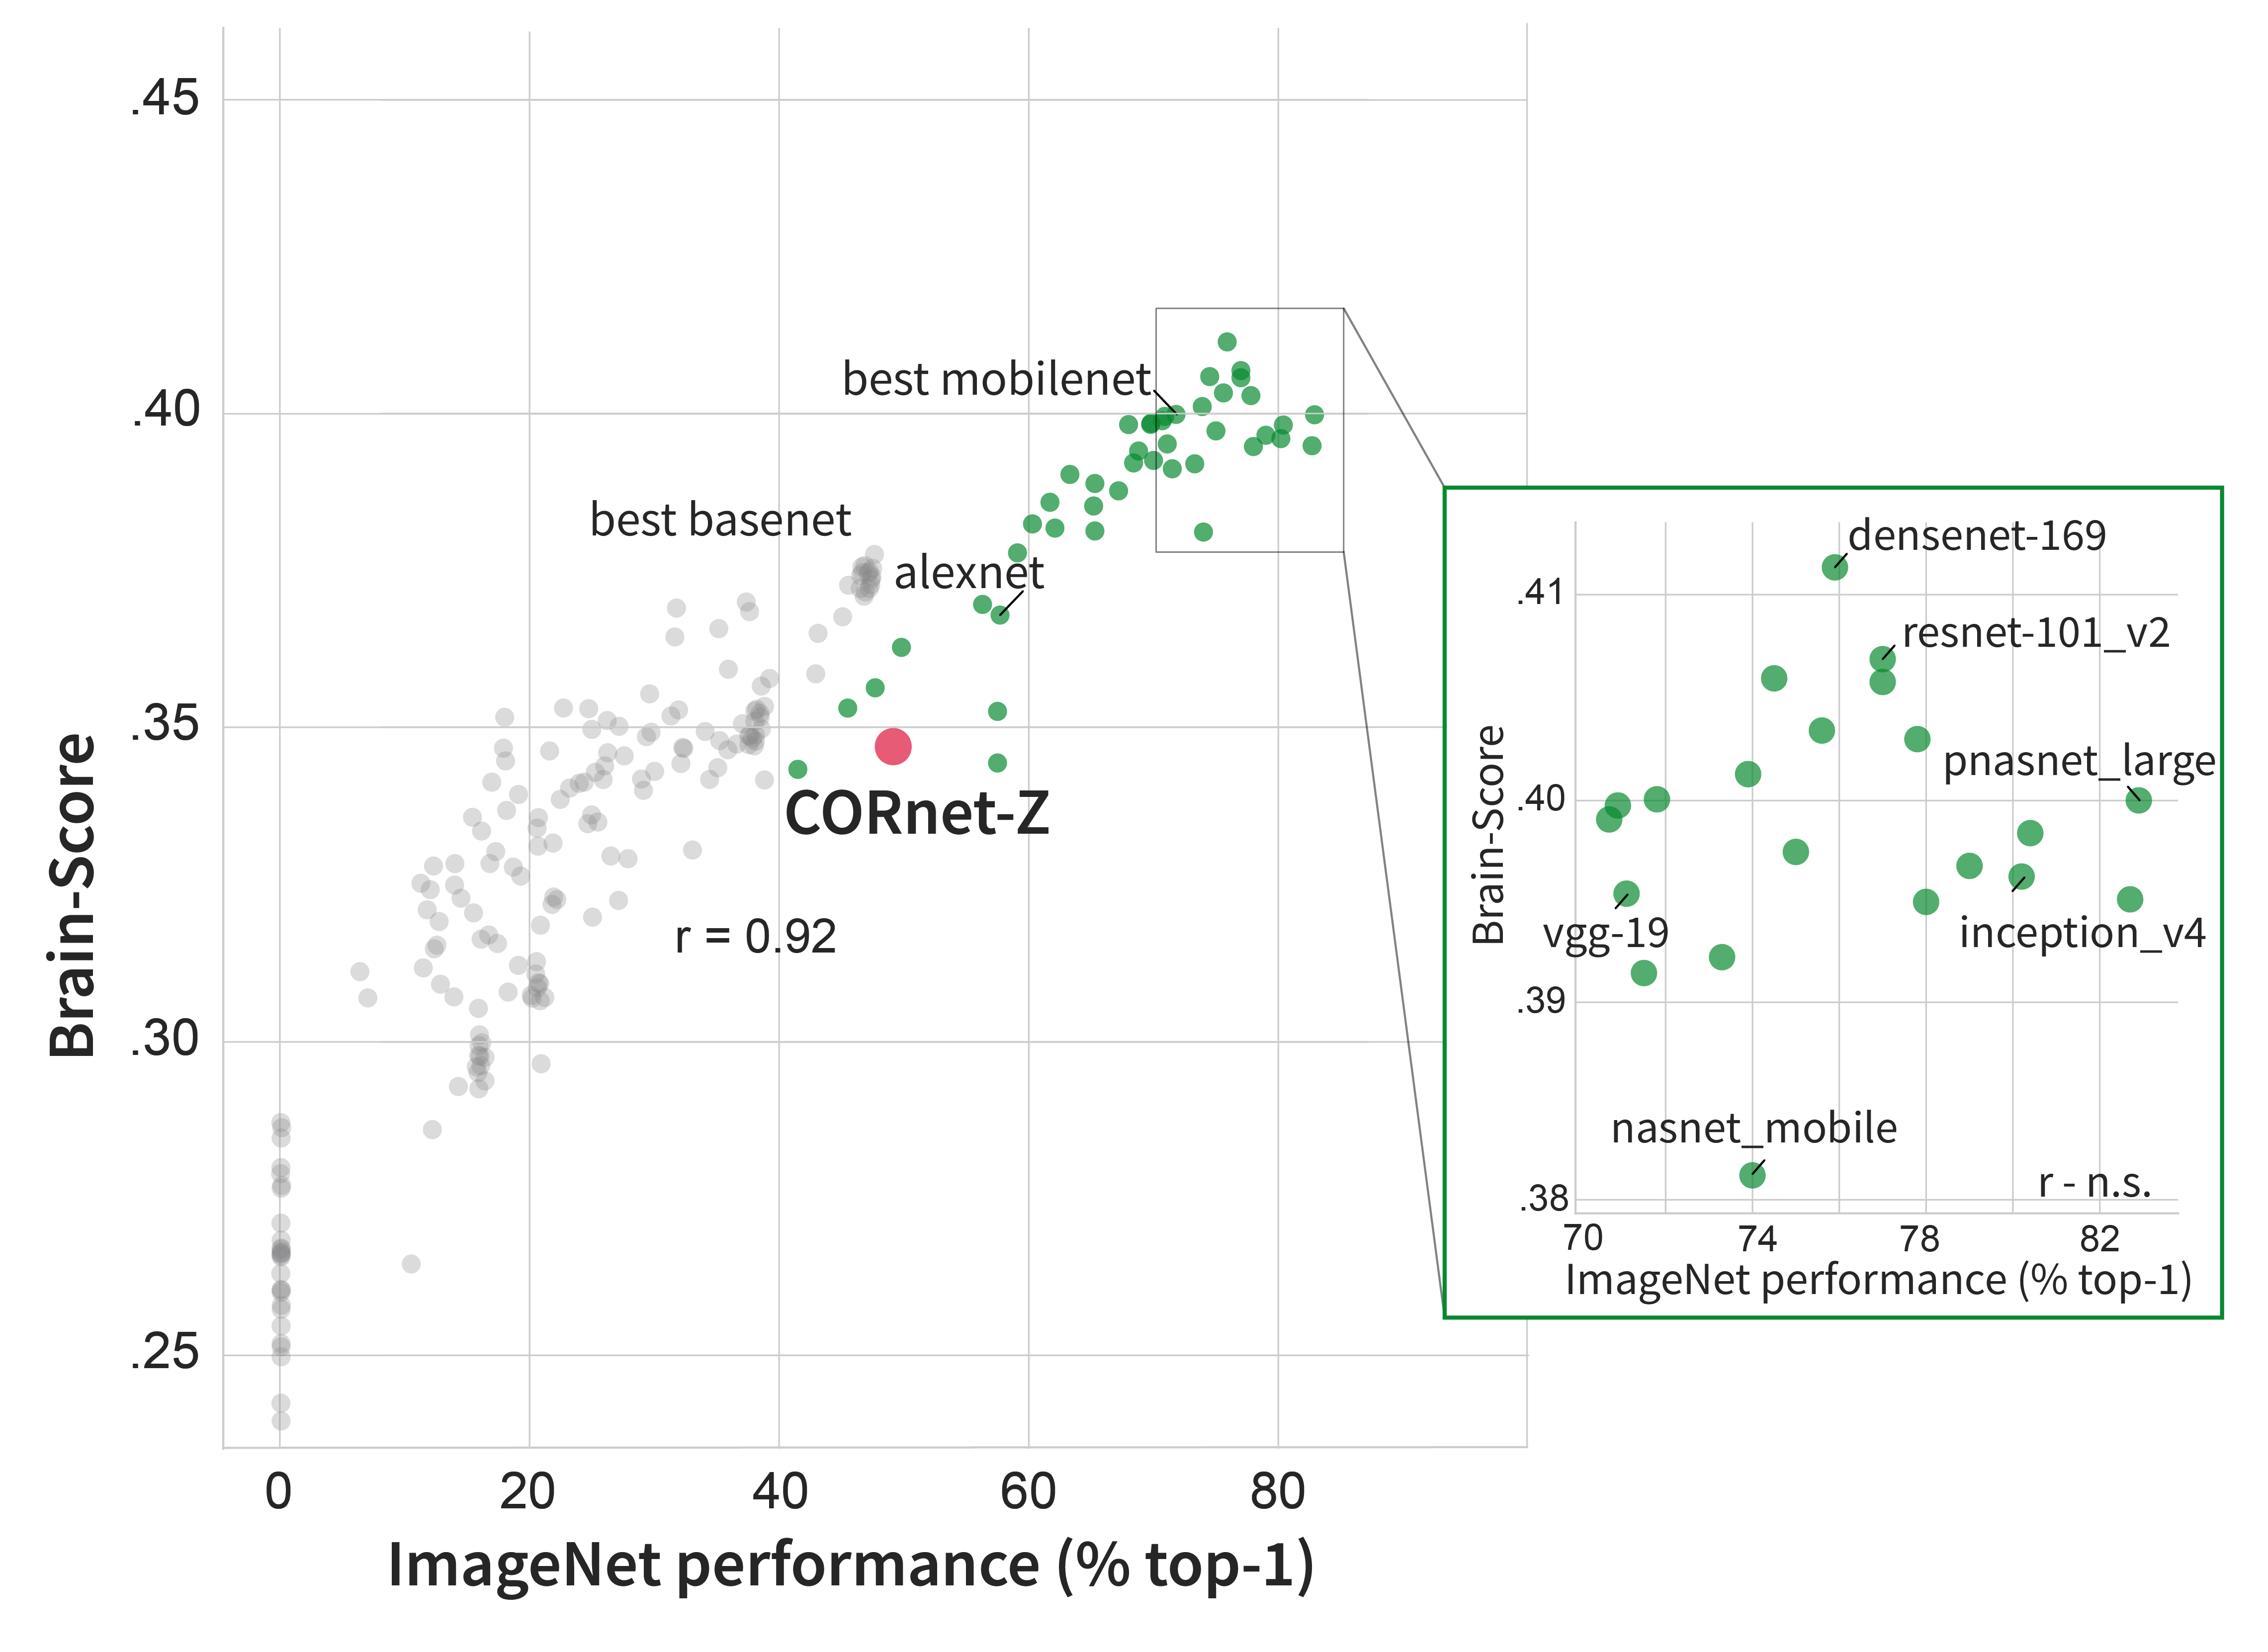 .45
.40
.35
.30
.25
Brain-Score
best mobilenet
best basenet
alexnet
CORnet-Z
r = 0.92
0
20
40
60
80
ImageNet performance (% top-1)
densenet-169
.41
resnet-101_v2
pnasnet_large
.40
Brain-Score
vgg-19
inception_v4
.39
nasnet_mobile
r - n.s.
.38
70
74
78
82
ImageNet performance (% top-1)